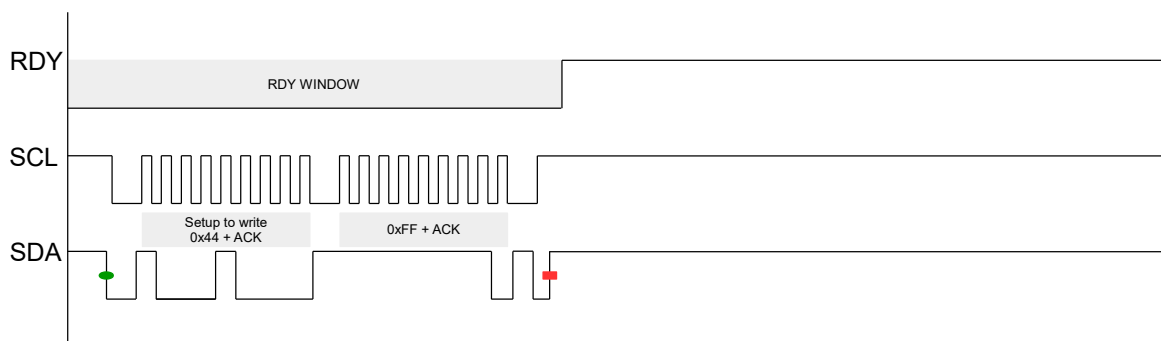 RDY
RDY WINDOW
SCL
Setup to write
0x44 + ACK
0xFF + ACK
SDA